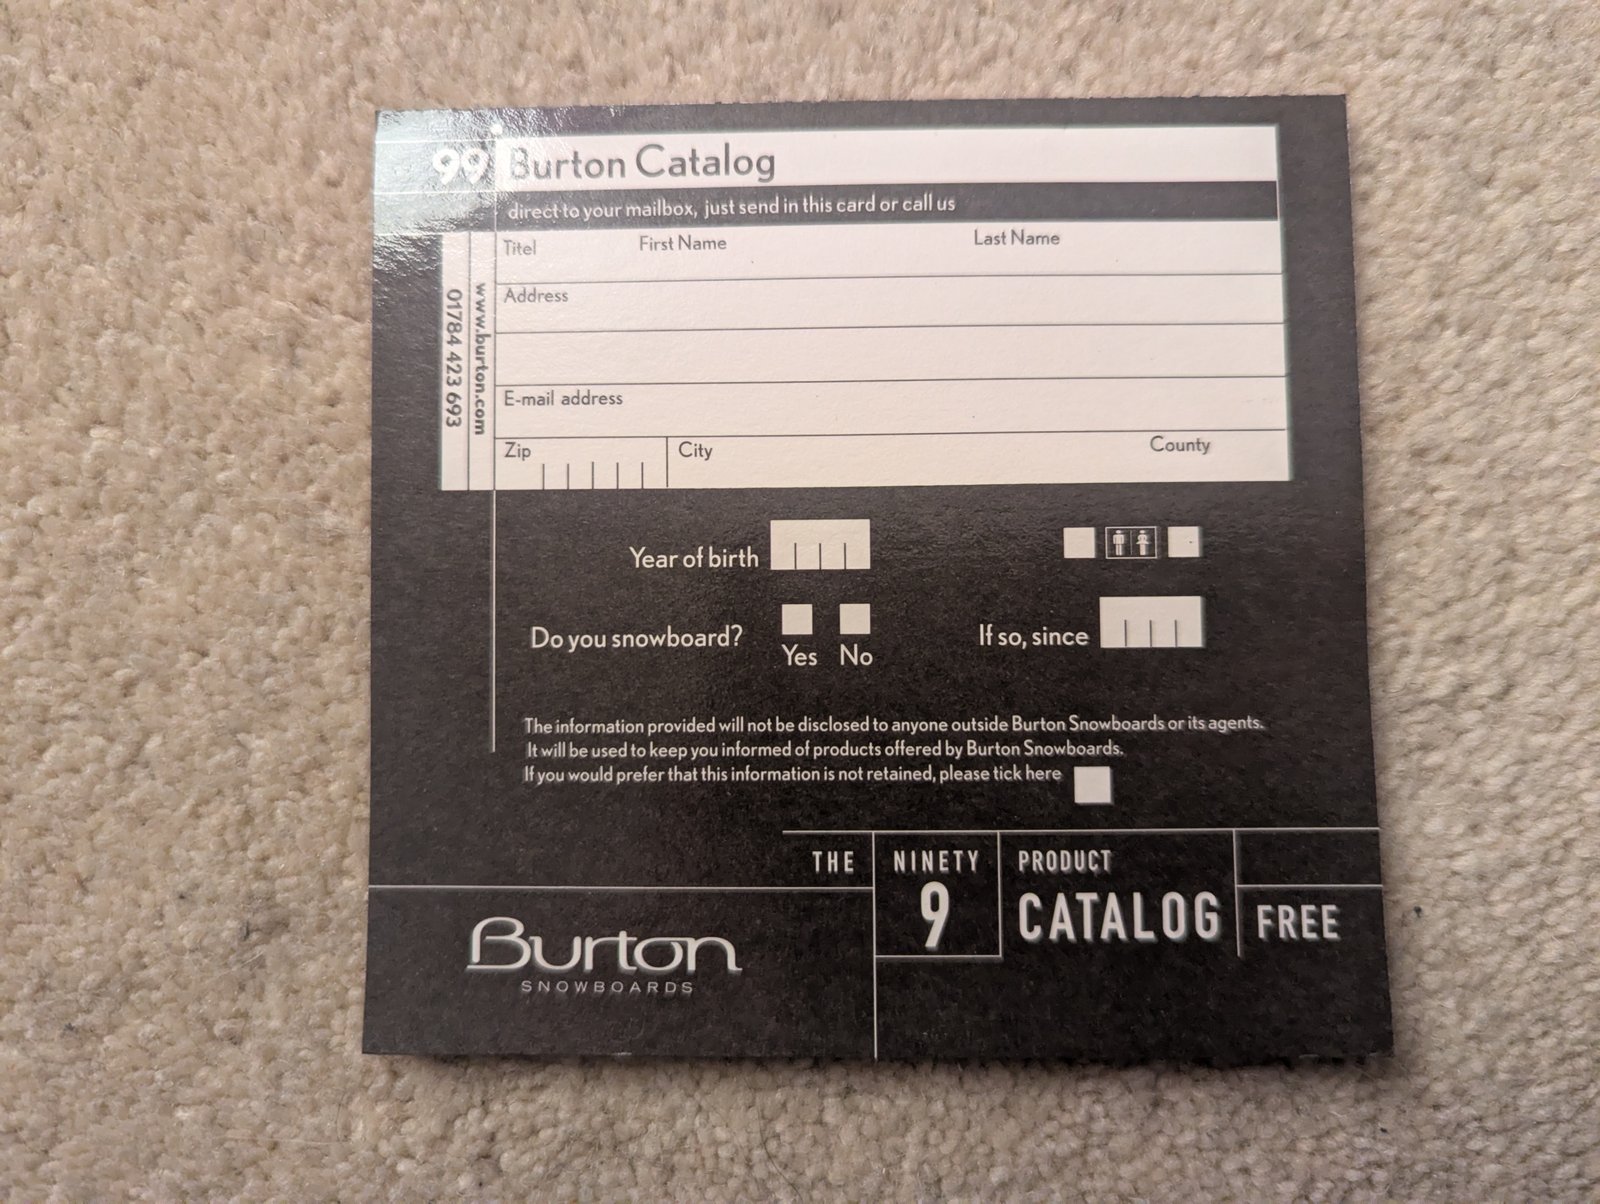 99 Burton Catalog
direct to your mailbox, just send in this card or call us
www.burton.com
01784 423 693
Titel First Name Last Name
Address
E-mail address
Zip City County
Year of birth
Do you snowboard? Yes No
If so, since
The information provided will not be disclosed to anyone outside Burton Snowboards or its agents.
It will be used to keep you informed of products offered by Burton Snowboards.
If you would prefer that this information is not retained, please tick here
THE NINETY 9 PRODUCT CATALOG FREE
Burton
SNOWBOARDS